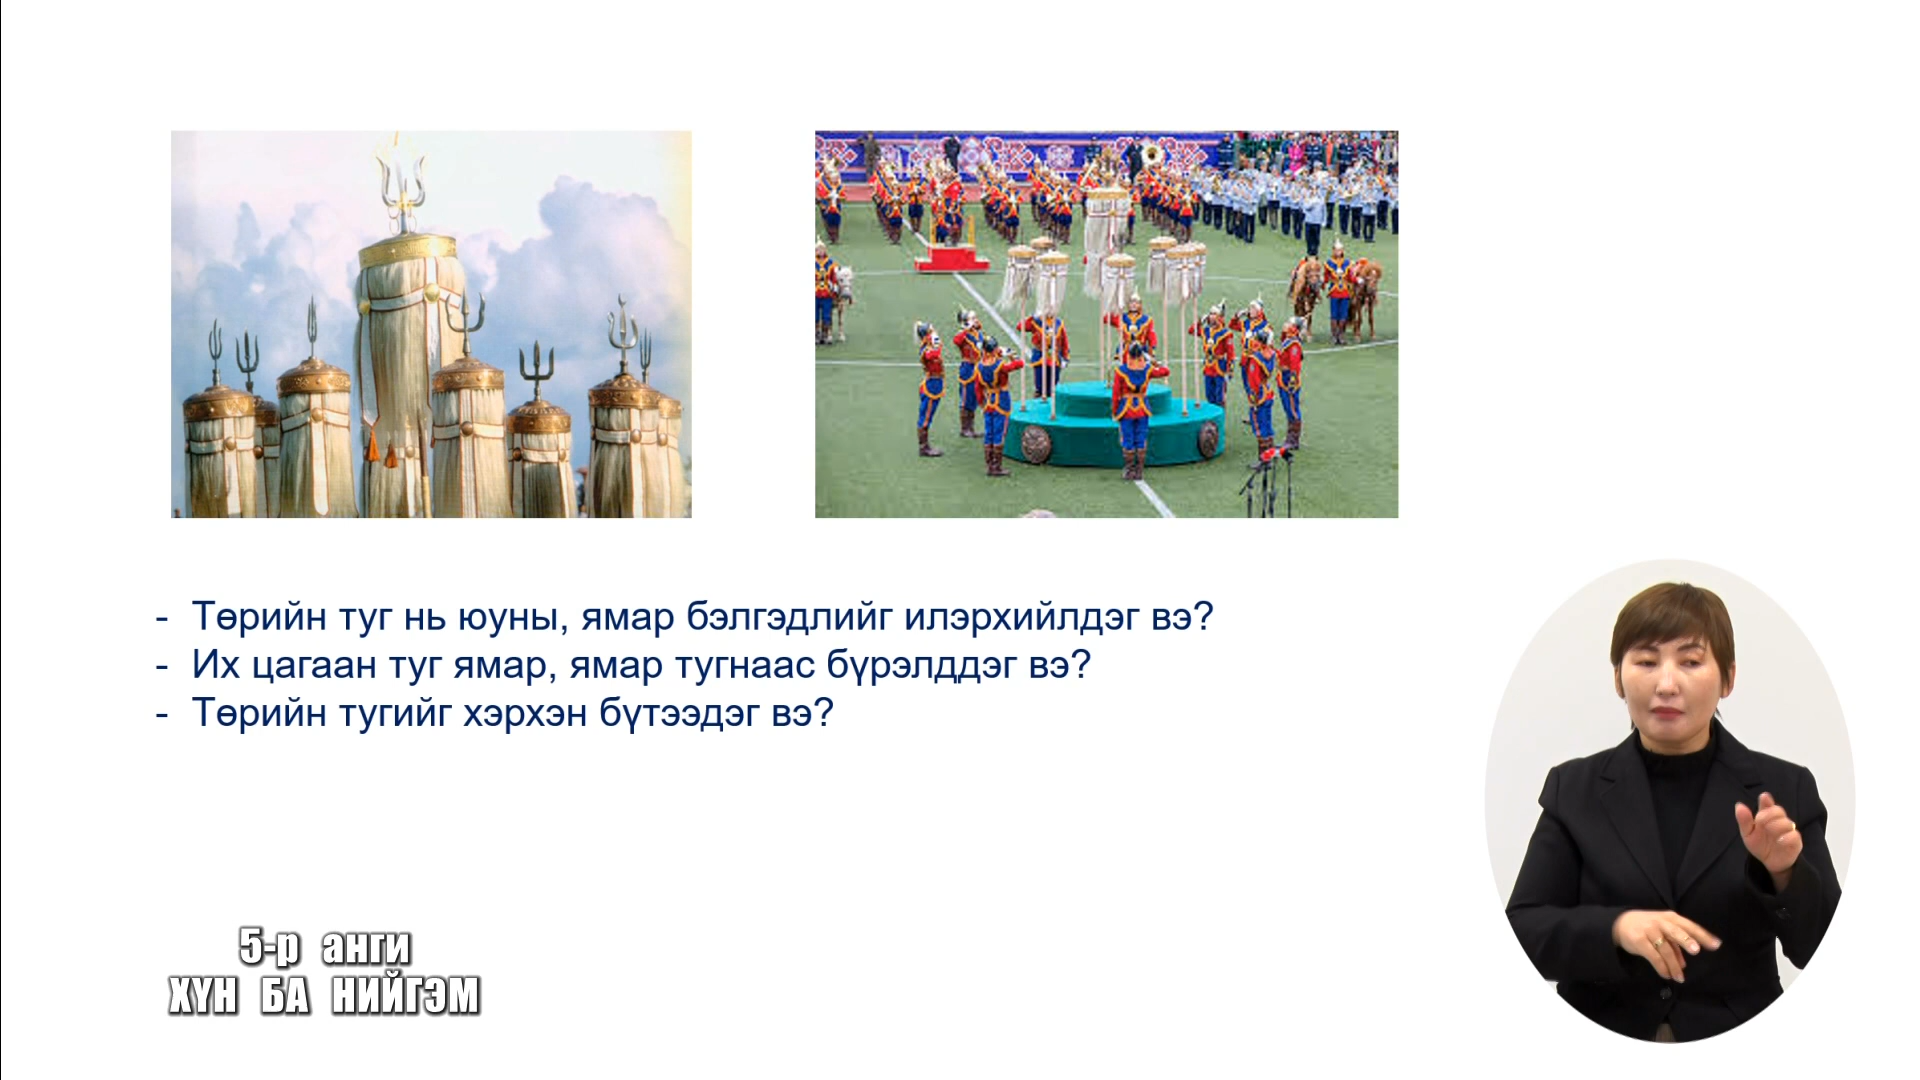 - Төрийн туг нь юуны, ямар бэлгэдлийг илэрхийлдэг вэ?
- Их цагаан туг ямар, ямар тугнаас бүрэлддэг вэ?
- Төрийн тугийг хэрхэн бүтээдэг вэ?
5-р анги
ХҮН БА НИЙГЭМ